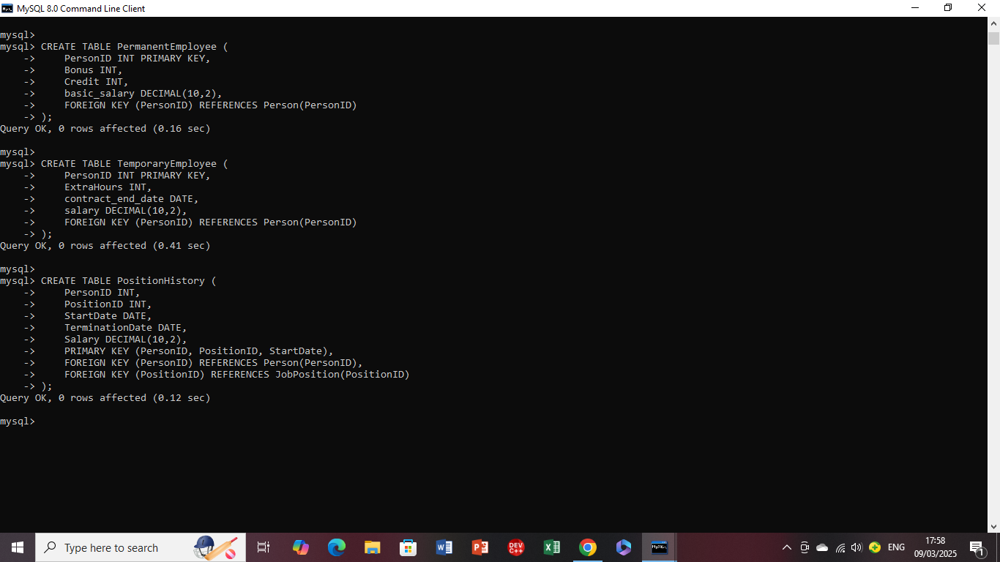 MySQL 8.0 Command Line Client
mysql>
mysql> CREATE TABLE PermanentEmployee (
    ->     PersonID INT PRIMARY KEY,
    ->     Bonus INT,
    ->     Credit INT,
    ->     basic_salary DECIMAL(10,2),
    ->     FOREIGN KEY (PersonID) REFERENCES Person(PersonID)
    -> );
Query OK, 0 rows affected (0.16 sec)
mysql>
mysql> CREATE TABLE TemporaryEmployee (
    ->     PersonID INT PRIMARY KEY,
    ->     ExtraHours INT,
    ->     contract_end_date DATE,
    ->     salary DECIMAL(10,2),
    ->     FOREIGN KEY (PersonID) REFERENCES Person(PersonID)
    -> );
Query OK, 0 rows affected (0.41 sec)
mysql>
mysql> CREATE TABLE PositionHistory (
    ->     PersonID INT,
    ->     PositionID INT,
    ->     StartDate DATE,
    ->     TerminationDate DATE,
    ->     Salary DECIMAL(10,2),
    ->     PRIMARY KEY (PersonID, PositionID, StartDate),
    ->     FOREIGN KEY (PersonID) REFERENCES Person(PersonID),
    ->     FOREIGN KEY (PositionID) REFERENCES JobPosition(PositionID)
    -> );
Query OK, 0 rows affected (0.12 sec)
mysql>
Type here to search
DEV C++
MySQL
ENG
17:58
09/03/2025
1